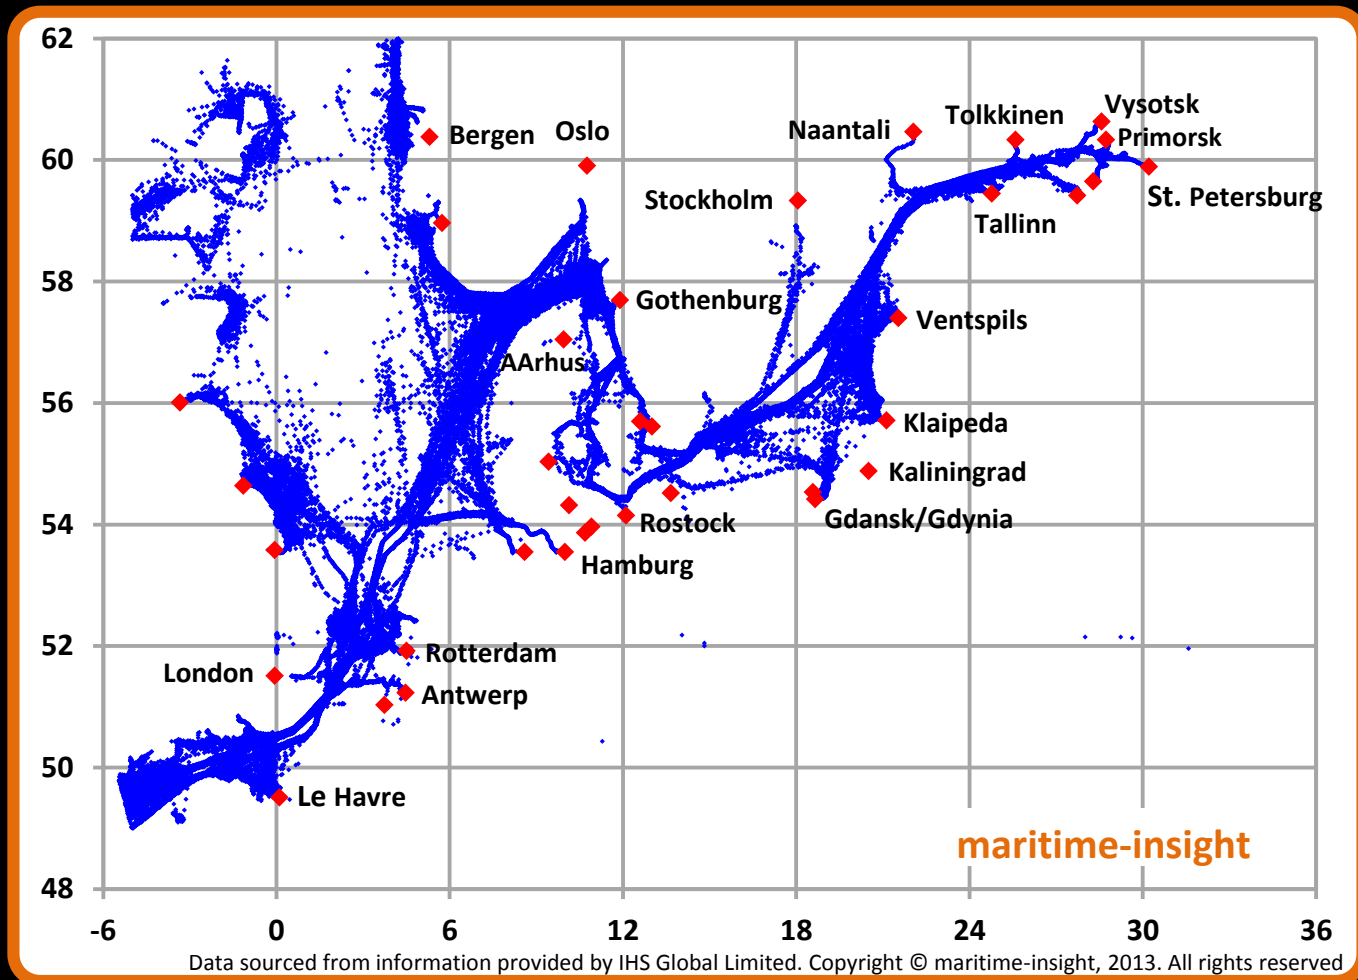 62
60
58
56
54
52
50
48
-6 0 6 12 18 24 30 36
Bergen
Oslo
Naantali
Tolkkinen
Vysotsk
Primorsk
St. Petersburg
Stockholm
Tallinn
Gothenburg
Ventspils
AArhus
Klaipeda
Kaliningrad
Gdansk/Gdynia
Rostock
Hamburg
Rotterdam
London
Antwerp
Le Havre
maritime-insight
Data sourced from information provided by IHS Global Limited. Copyright © maritime-insight, 2013. All rights reserved